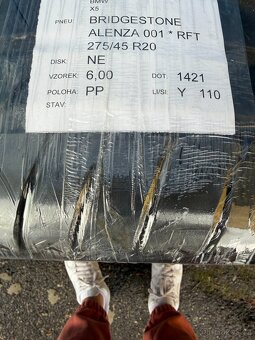 BMW
X5
PNEU: BRIDGESTONE
ALENZA 001 * RFT
275/45 R20
DISK: NE
VZOREK: 6,00 DOT: 1421
POLOHA: PP LI/SI: Y 110
STAV: